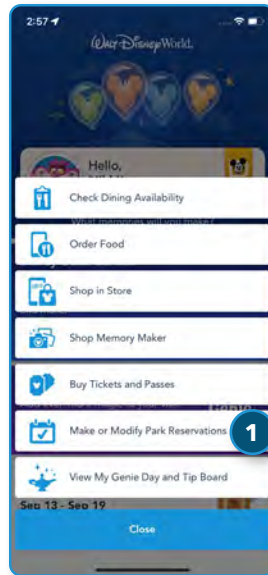 2:57
Walt Disney World.
Hello,
Check Dining Availability
What memories will you make?
Order Food
Shop in Store
Shop Memory Maker
Buy Tickets and Passes
Genie
Make or Modify Park Reservations
1
View My Genie Day and Tip Board
Sep 13 - Sep 19
Close